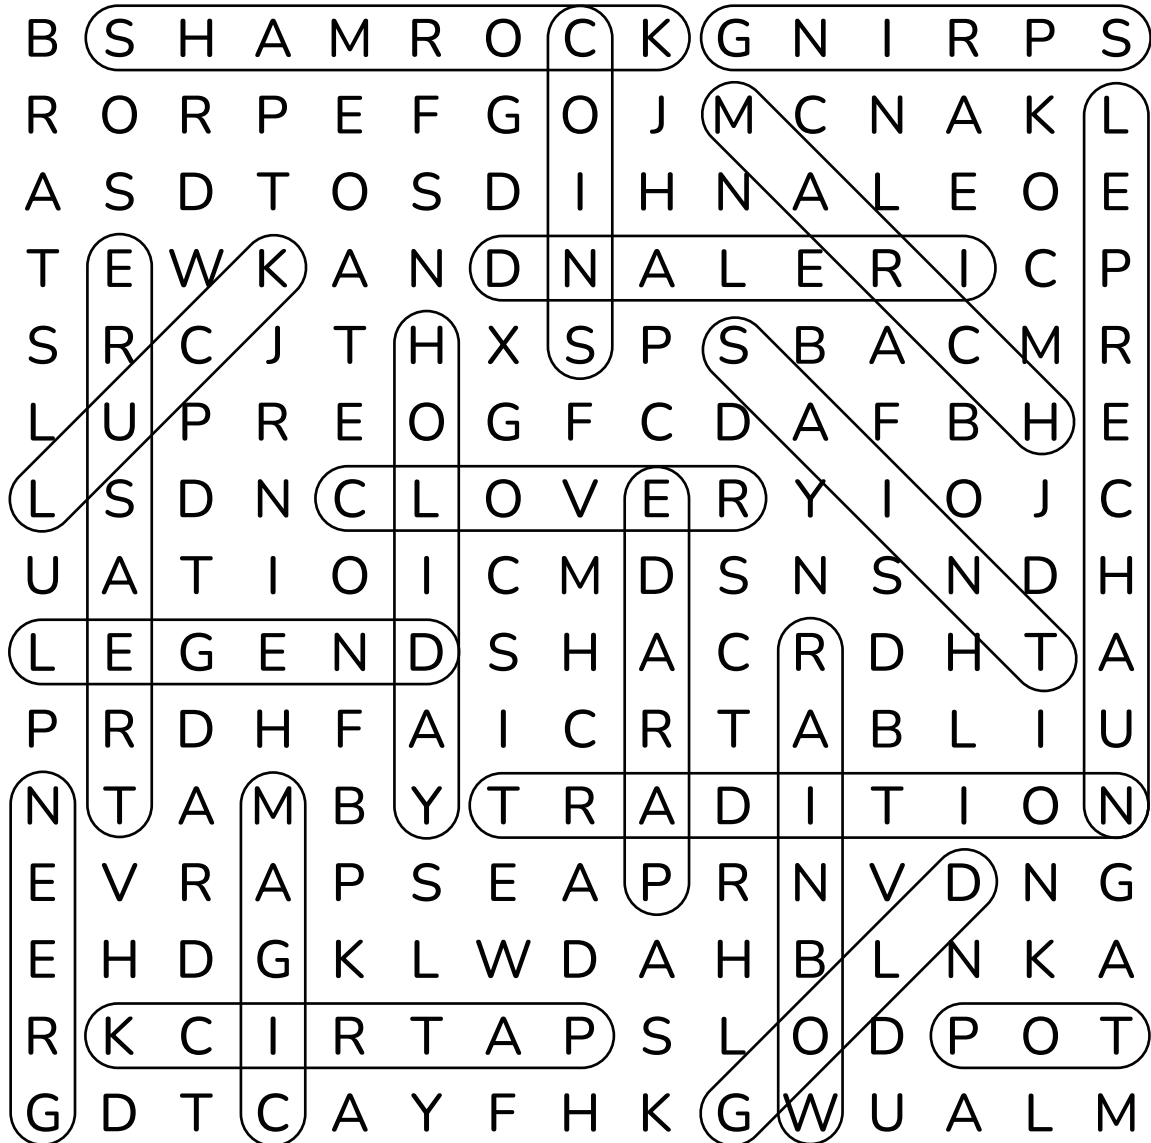 B S H A M R O C K G N I R P S
R O R P E F G O J M C N A K L
A S D T O S D I H N A L E O E
T E W K A N D N A L E R I C P
S R C J T H X S P S B A C M R
L U P R E O G F C D A F B H E
L S D N C L O V E R Y I O J C
U A T I O I C M D S N S N D H
L E G E N D S H A C R D H T A
P R D H F A I C R T A B L I U
N T A M B Y T R A D I T I O N
E V R A P S E A P R N V D N G
E H D G K L W D A H B L N K A
R K C I R T A P S L O D P O T
G D T C A Y F H K G W U A L M